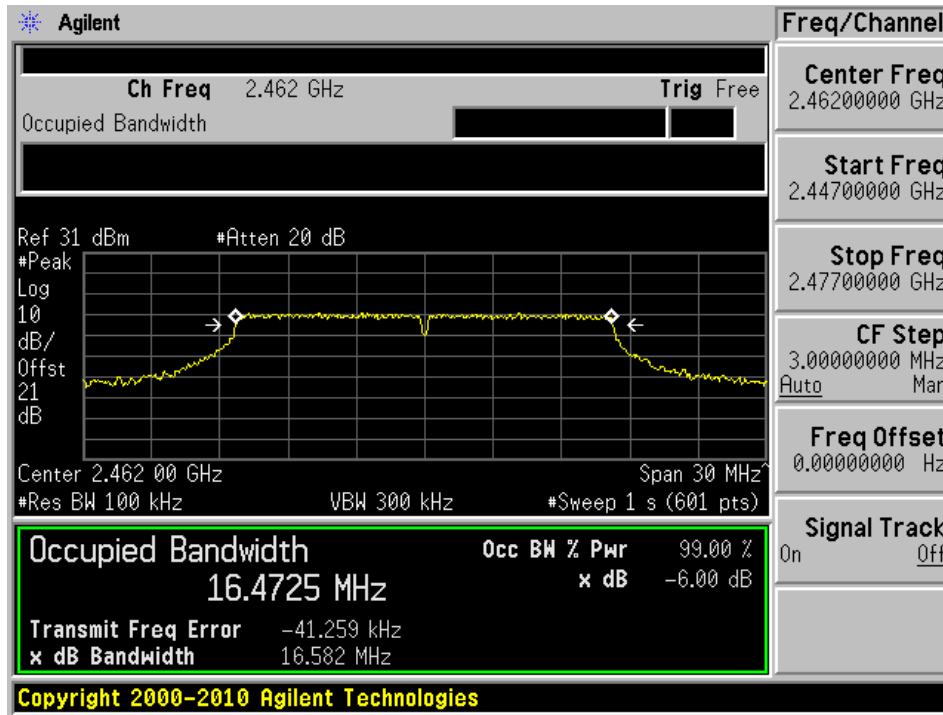 Agilent
Freq/Channel
Ch Freq 2.462 GHz Trig Free
Occupied Bandwidth
Center Freq
2.46200000 GHz
Start Freq
2.44700000 GHz
Stop Freq
2.47700000 GHz
CF Step
3.00000000 MHz
Auto Man
Freq Offset
0.00000000 Hz
Signal Track
On Off
Ref 31 dBm #Atten 20 dB
#Peak
Log
10
dB/
Offst
21
dB
Center 2.462 00 GHz Span 30 MHz^
#Res BW 100 kHz VBW 300 kHz #Sweep 1 s (601 pts)
Occupied Bandwidth Occ BW % Pwr 99.00 %
16.4725 MHz x dB -6.00 dB
Transmit Freq Error -41.259 kHz
x dB Bandwidth 16.582 MHz
Copyright 2000-2010 Agilent Technologies